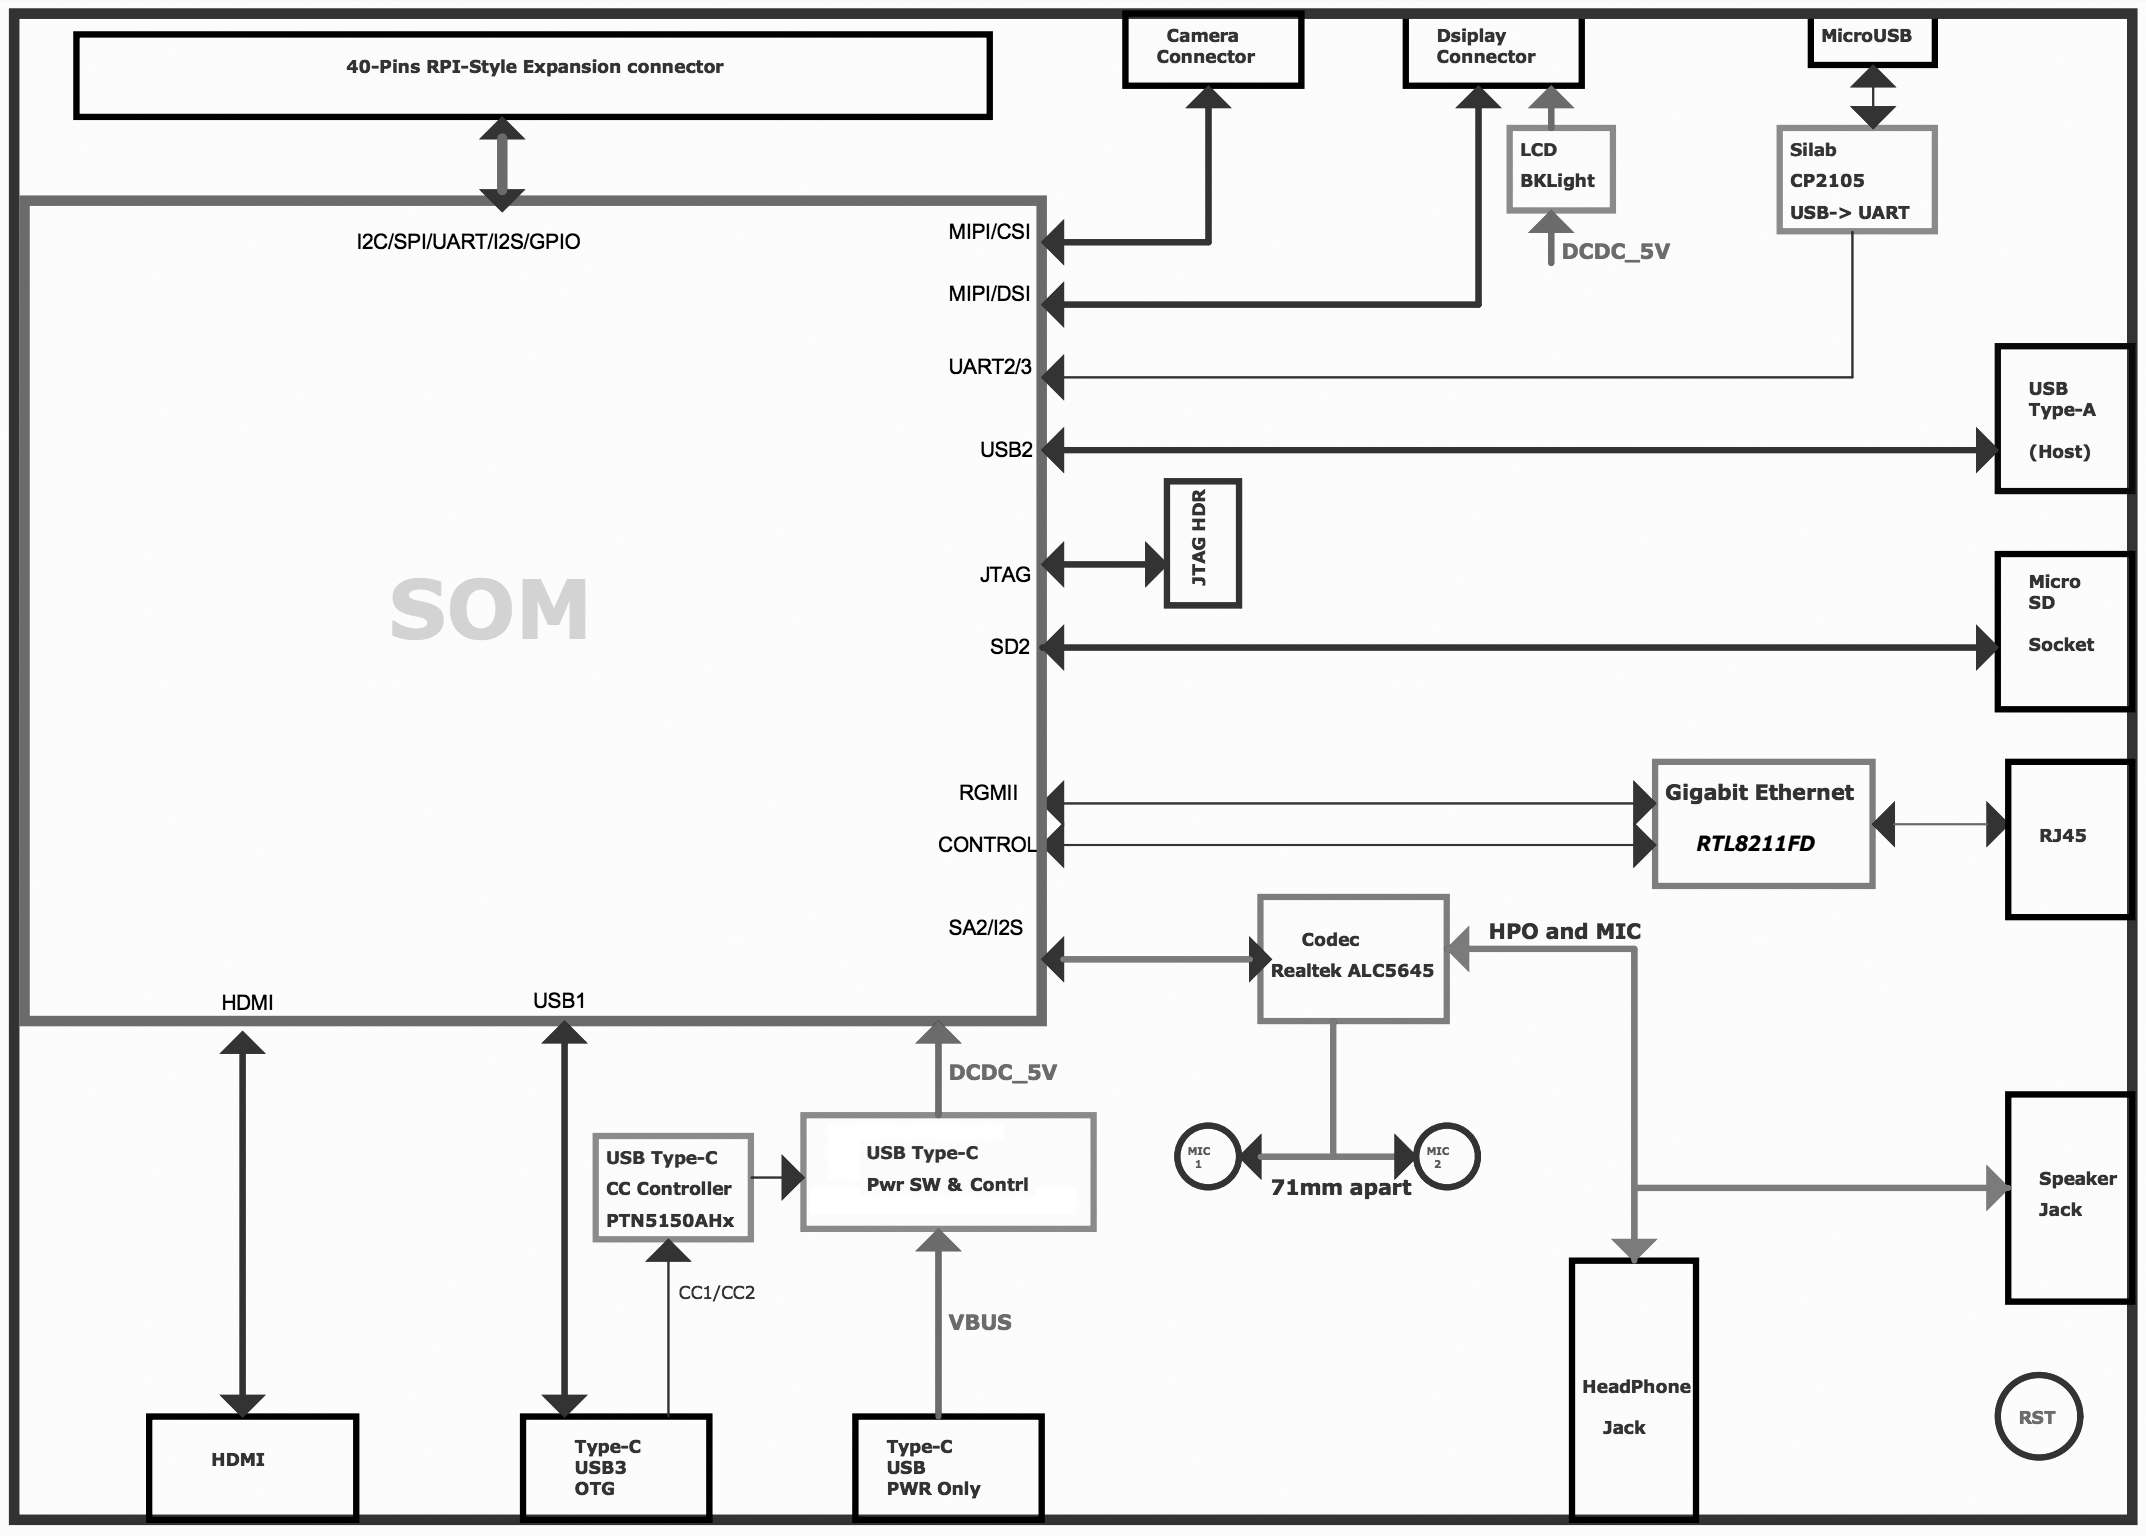 40-Pins RPI-Style Expansion connector
Camera
Connector
Dsiplay
Connector
MicroUSB
LCD
BKLight
DCDC_5V
Silab
CP2105
USB-> UART
I2C/SPI/UART/I2S/GPIO
MIPI/CSI
MIPI/DSI
UART2/3
USB2
USB
Type-A
(Host)
JTAG
JTAG HDR
SOM
SD2
Micro
SD
Socket
RGMII
CONTROL
Gigabit Ethernet
RTL8211FD
RJ45
SA2/I2S
Codec
Realtek ALC5645
HPO and MIC
HDMI
USB1
DCDC_5V
USB Type-C
CC Controller
PTN5150AHx
USB Type-C
Pwr SW & Contrl
MIC
1
MIC
2
71mm apart
Speaker
Jack
CC1/CC2
VBUS
HDMI
Type-C
USB3
OTG
Type-C
USB
PWR Only
HeadPhone
Jack
RST